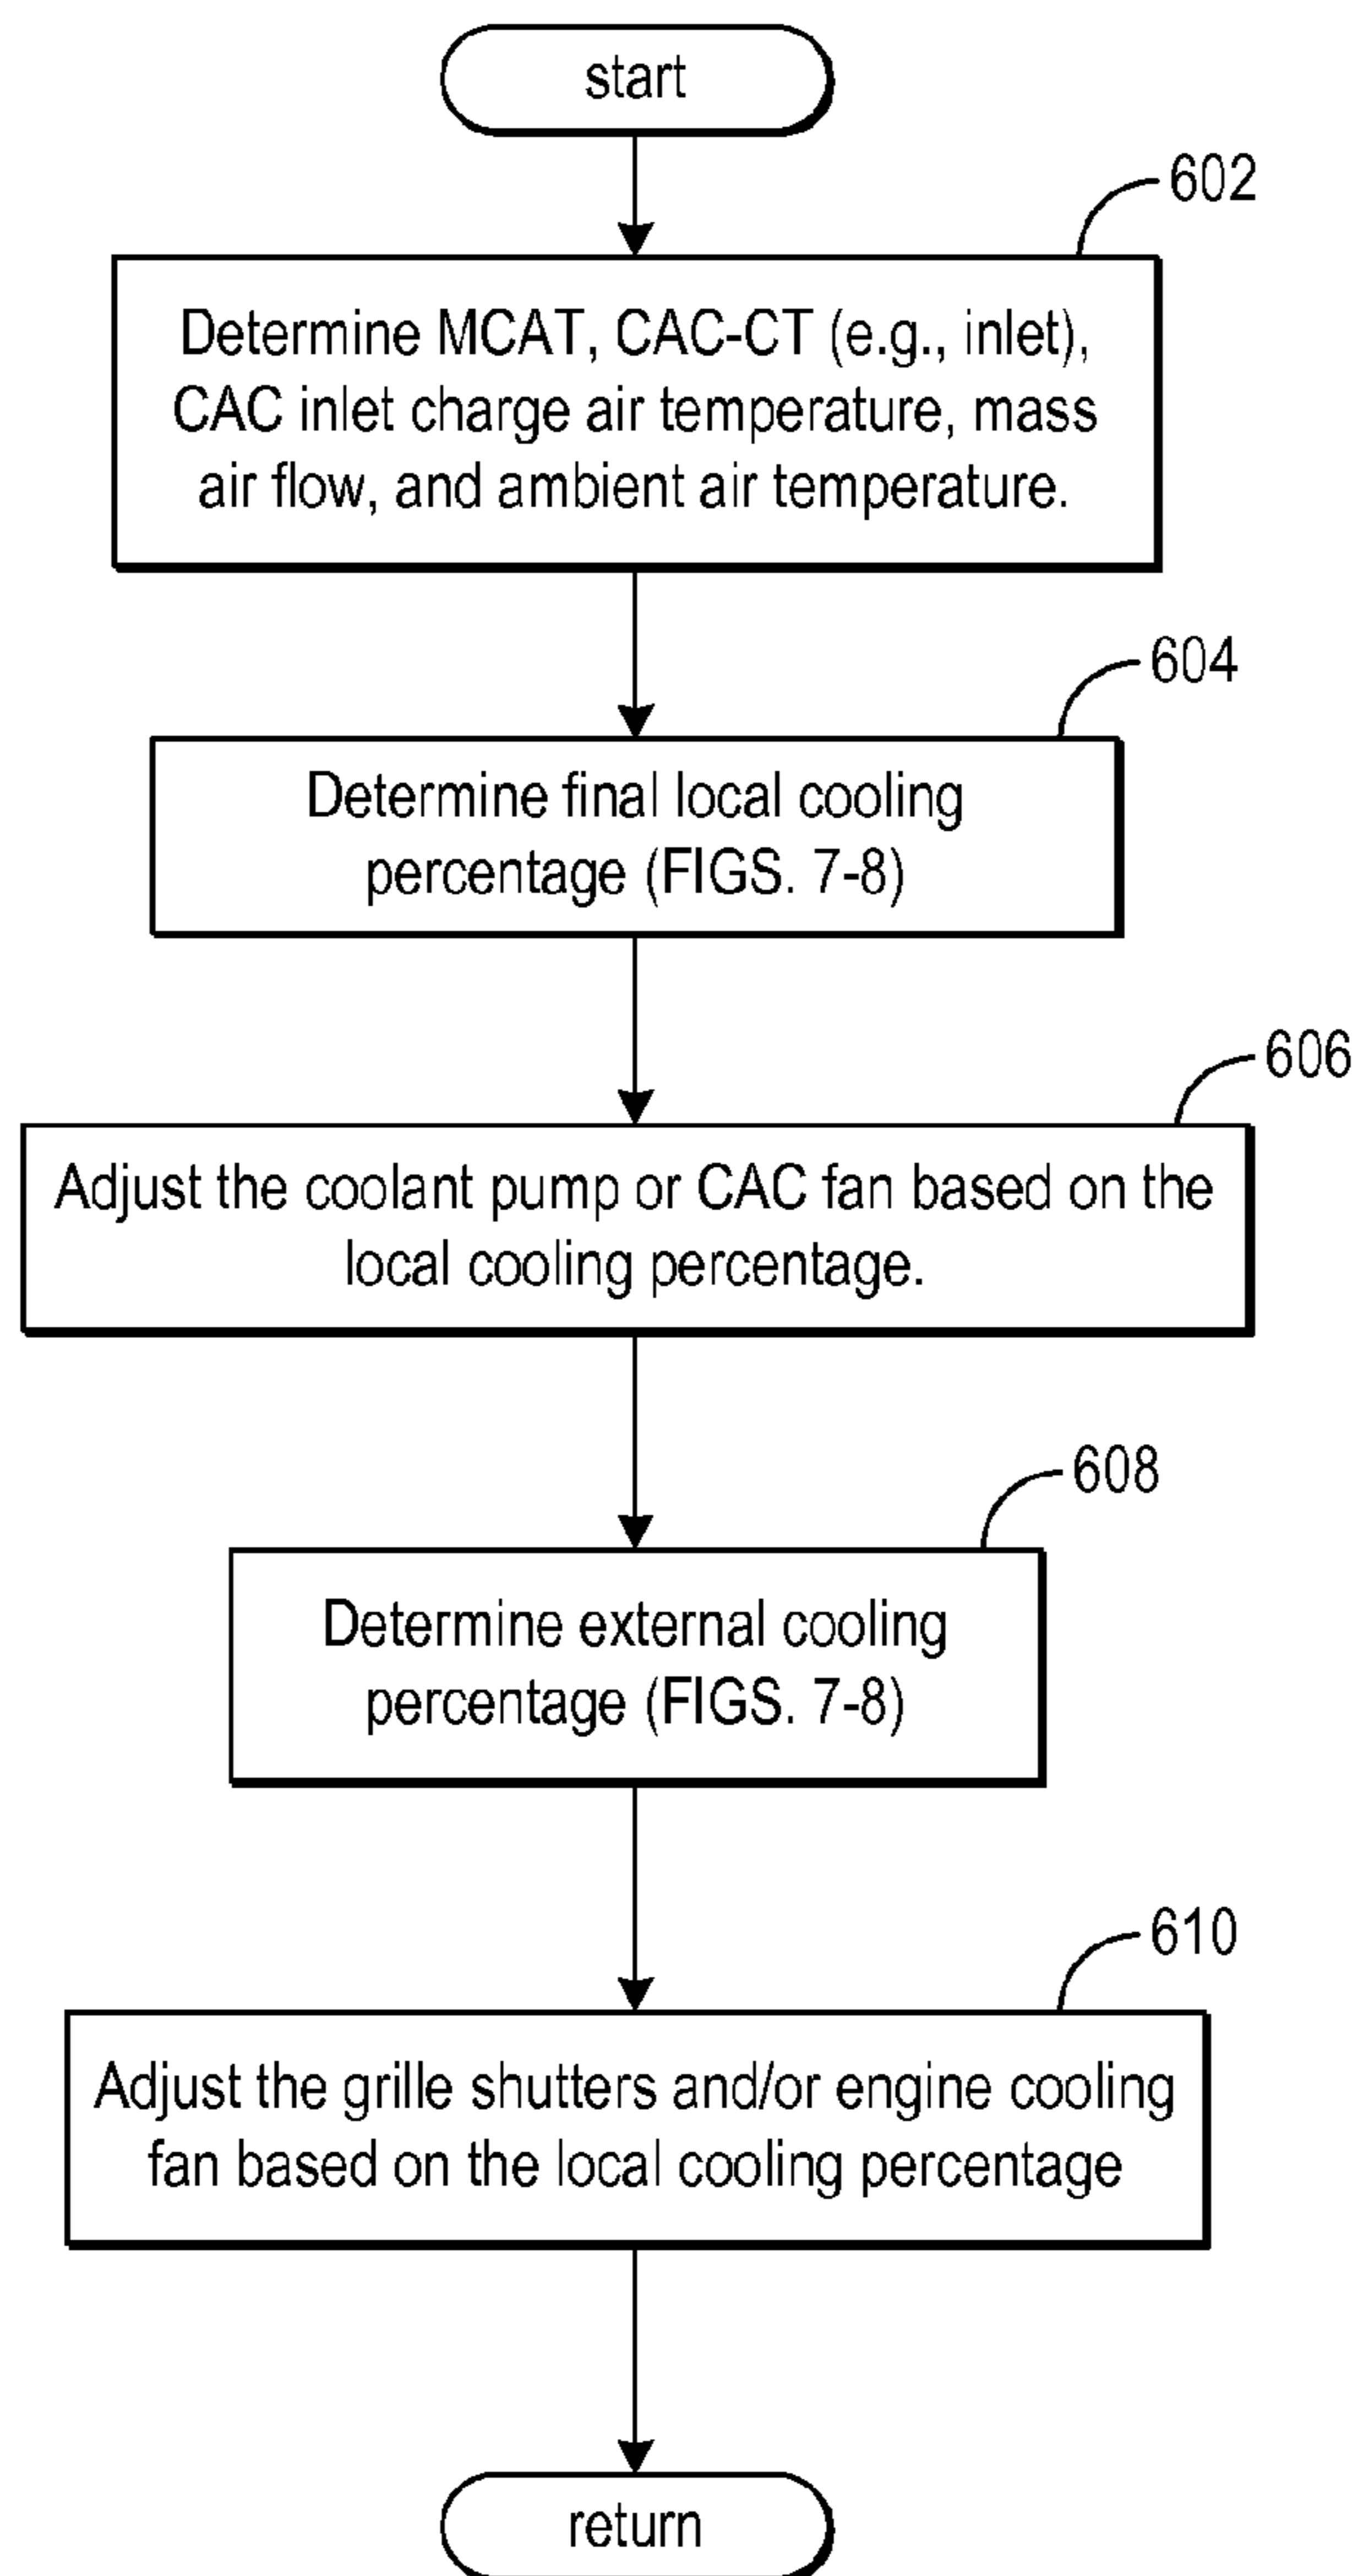 start
602
Determine MCAT, CAC-CT (e.g., inlet),
CAC inlet charge air temperature, mass
air flow, and ambient air temperature.
604
Determine final local cooling
percentage (FIGS. 7-8)
606
Adjust the coolant pump or CAC fan based on the
local cooling percentage.
608
Determine external cooling
percentage (FIGS. 7-8)
610
Adjust the grille shutters and/or engine cooling
fan based on the local cooling percentage
return